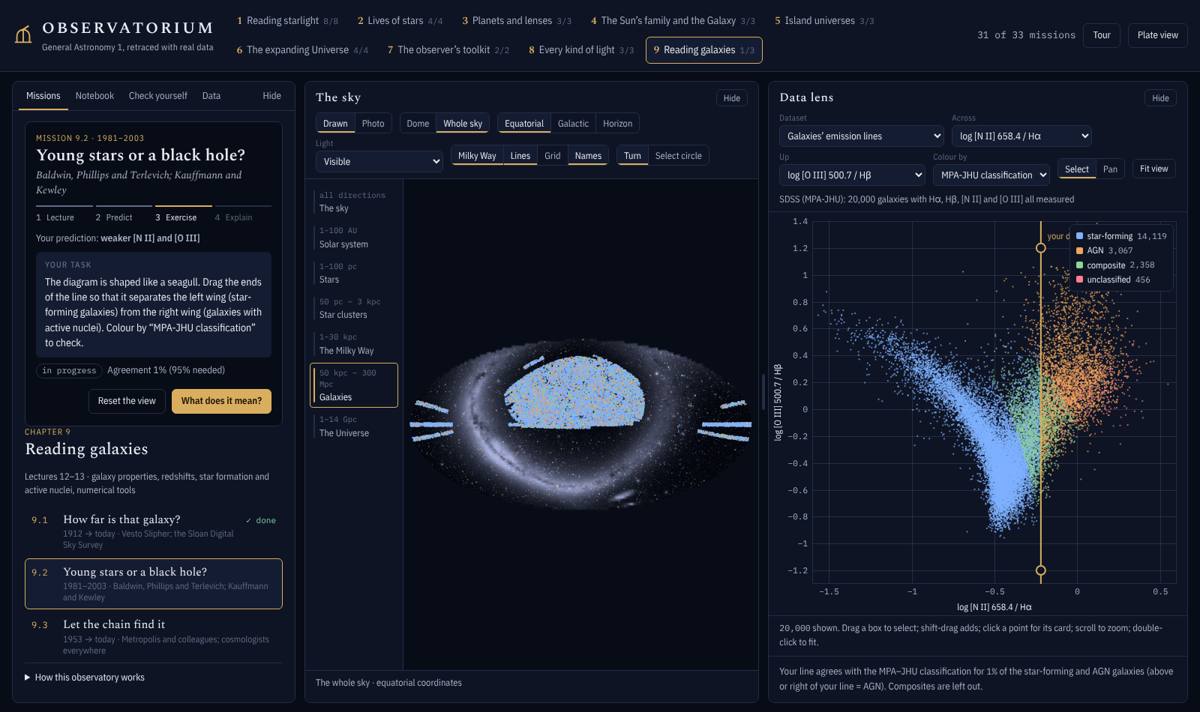 OBSERVATORIUM
General Astronomy 1, retraced with real data
1 Reading starlight 8/8
2 Lives of stars 4/4
3 Planets and lenses 3/3
4 The Sun's family and the Galaxy 3/3
5 Island universes 3/3
6 The expanding Universe 4/4
7 The observer's toolkit 2/2
8 Every kind of light 3/3
9 Reading galaxies 1/3
31 of 33 missions
Tour
Plate view
Missions
Notebook
Check yourself
Data
Hide
MISSION 9.2 · 1981–2003
Young stars or a black hole?
Baldwin, Phillips and Terlevich; Kauffmann and
Kewley
1 Lecture
2 Predict
3 Exercise
4 Explain
Your prediction: weaker [N II] and [O III]
YOUR TASK
The diagram is shaped like a seagull. Drag the ends
of the line so that it separates the left wing (star-
forming galaxies) from the right wing (galaxies with
active nuclei). Colour by “MPA-JHU classification”
to check.
in progress
Agreement 1% (95% needed)
Reset the view
What does it mean?
CHAPTER 9
Reading galaxies
Lectures 12–13 · galaxy properties, redshifts, star formation and
active nuclei, numerical tools
9.1 How far is that galaxy? ✓ done
1912 → today · Vesto Slipher; the Sloan Digital
Sky Survey
9.2 Young stars or a black hole?
1981–2003 · Baldwin, Phillips and Terlevich; Kauffmann
and Kewley
9.3 Let the chain find it
1953 → today · Metropolis and colleagues; cosmologists
everywhere
▶ How this observatory works
The sky
Hide
Drawn
Photo
Dome
Whole sky
Equatorial
Galactic
Horizon
Light
Visible
Milky Way
Lines
Grid
Names
Turn
Select circle
all directions
The sky
1–100 AU
Solar system
1–100 pc
Stars
50 pc – 3 kpc
Star clusters
1–30 kpc
The Milky Way
50 kpc – 300
Mpc
Galaxies
1–14 Gpc
The Universe
The whole sky · equatorial coordinates
Data lens
Hide
Dataset
Galaxies' emission lines
Across
log [N II] 658.4 / Hα
Up
log [O III] 500.7 / Hβ
Colour by
MPA-JHU classification
Select
Pan
Fit view
SDSS (MPA-JHU): 20,000 galaxies with Hα, Hβ, [N II] and [O III] all measured
your
star-forming 14,119
AGN 3,067
composite 2,358
unclassified 456
1.4
1.2
1
0.8
0.6
0.4
0.2
0
−0.2
−0.4
−0.6
−0.8
−1
−1.2
log [O III] 500.7 / Hβ
−1.5
−1
−0.5
0
0.5
log [N II] 658.4 / Hα
20,000 shown. Drag a box to select; shift-drag adds; click a point for its card; scroll to zoom; double-
click to fit.
Your line agrees with the MPA–JHU classification for 1% of the star-forming and AGN galaxies (above
or right of your line = AGN). Composites are left out.